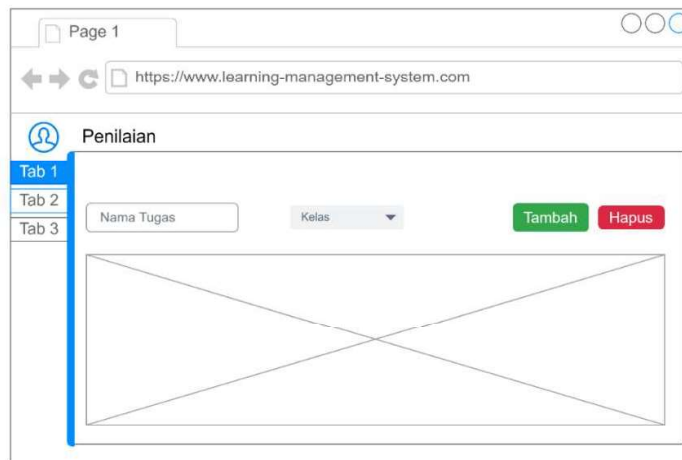 Page 1
https://www.learning-management-system.com
Penilaian
Tab 1
Tab 2
Tab 3
Nama Tugas
Kelas
Tambah
Hapus